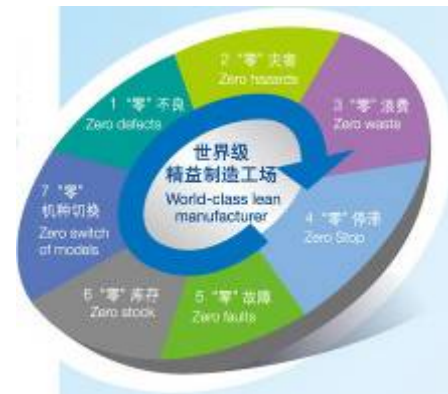 1 “零” 不良
Zero defects
2 “零” 灾害
Zero hazards
3 “零” 浪费
Zero waste
4 “零” 停滞
Zero Stop
5 “零” 故障
Zero faults
6 “零” 库存
Zero stock
7 “零”
机种切换
Zero switch
of models
世界级
精益制造工场
World-class lean
manufacturer